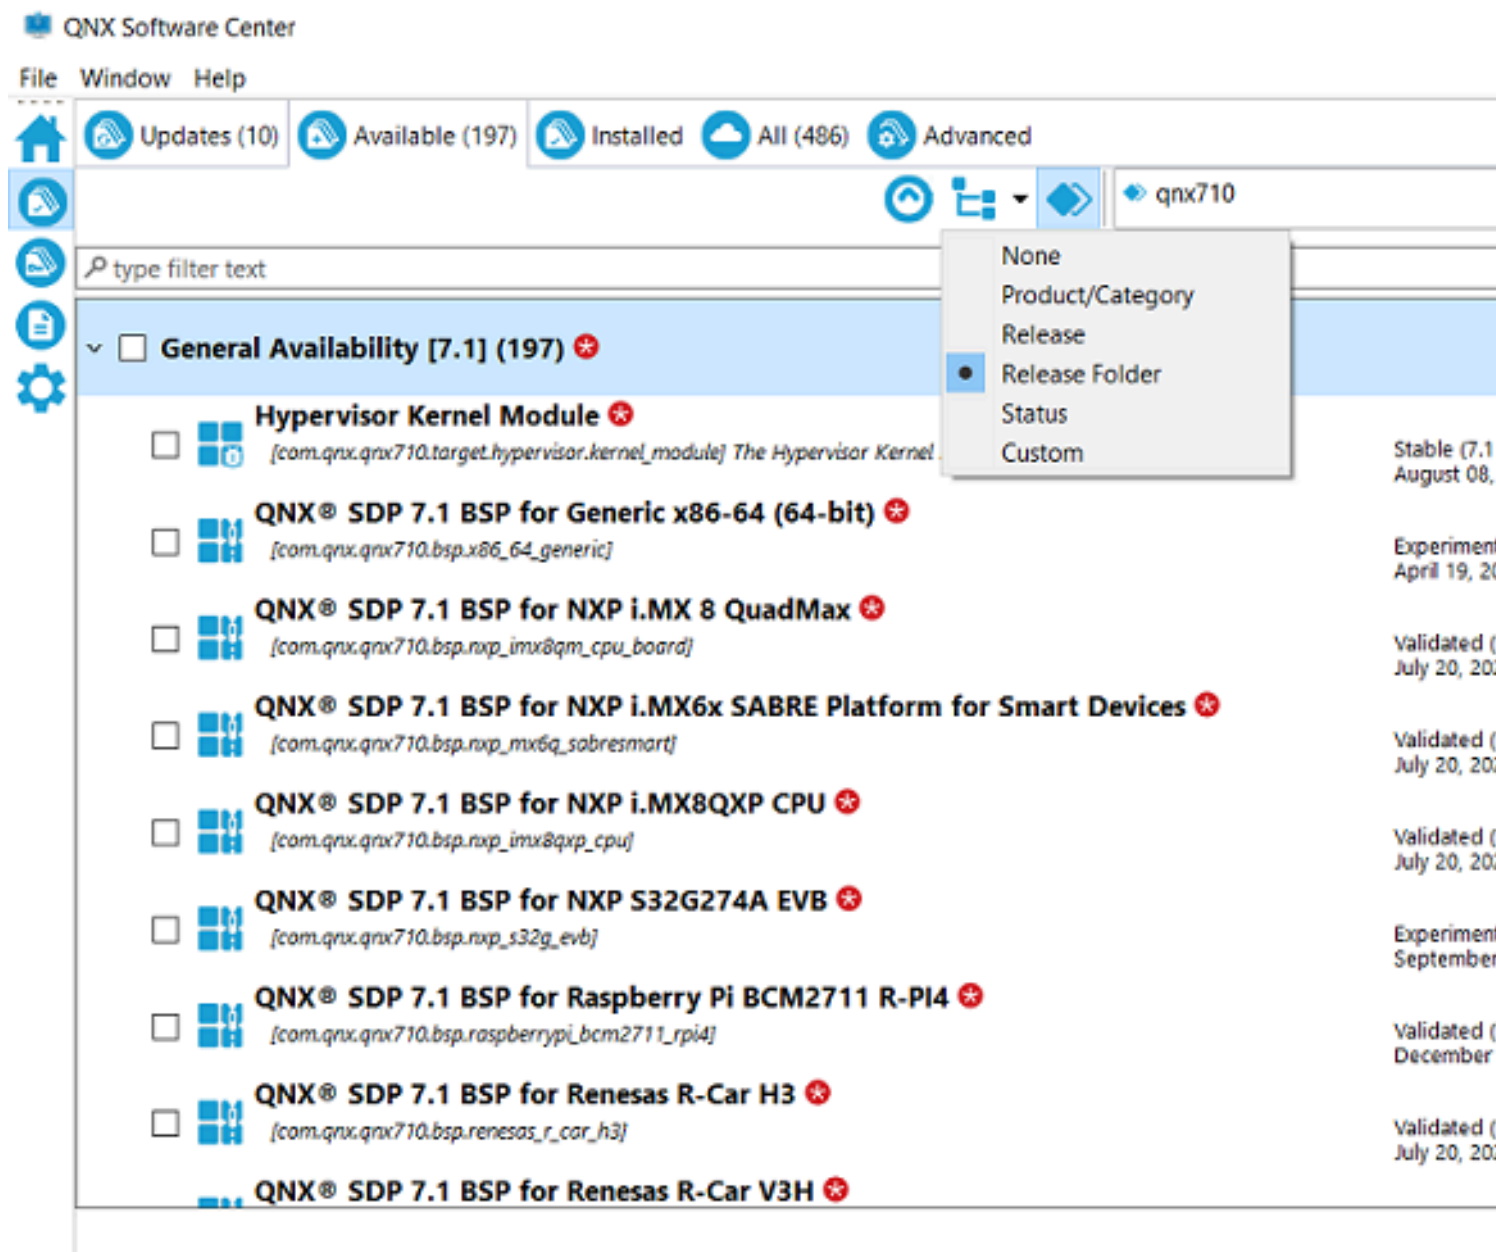 QNX Software Center
File Window Help
Updates (10) Available (197) Installed All (486) Advanced
qnx710
type filter text
None
Product/Category
Release
Release Folder
Status
Custom
General Availability [7.1] (197)
Hypervisor Kernel Module
[com.qnx.qnx710.target.hypervisor.kernel_module] The Hypervisor Kernel
Stable (7.1
August 08,
QNX® SDP 7.1 BSP for Generic x86-64 (64-bit)
[com.qnx.qnx710.bsp.x86_64_generic]
Experiment
April 19, 20
QNX® SDP 7.1 BSP for NXP i.MX 8 QuadMax
[com.qnx.qnx710.bsp.nxp_imx8qm_cpu_board]
Validated (
July 20, 202
QNX® SDP 7.1 BSP for NXP i.MX6x SABRE Platform for Smart Devices
[com.qnx.qnx710.bsp.nxp_mx6q_sabresmart]
Validated (
July 20, 202
QNX® SDP 7.1 BSP for NXP i.MX8QXP CPU
[com.qnx.qnx710.bsp.nxp_imx8qxp_cpu]
Validated (
July 20, 202
QNX® SDP 7.1 BSP for NXP S32G274A EVB
[com.qnx.qnx710.bsp.nxp_s32g_evb]
Experiment
September
QNX® SDP 7.1 BSP for Raspberry Pi BCM2711 R-PI4
[com.qnx.qnx710.bsp.raspberrypi_bcm2711_rpi4]
Validated (
December
QNX® SDP 7.1 BSP for Renesas R-Car H3
[com.qnx.qnx710.bsp.renesas_r_car_h3]
Validated (
July 20, 202
QNX® SDP 7.1 BSP for Renesas R-Car V3H